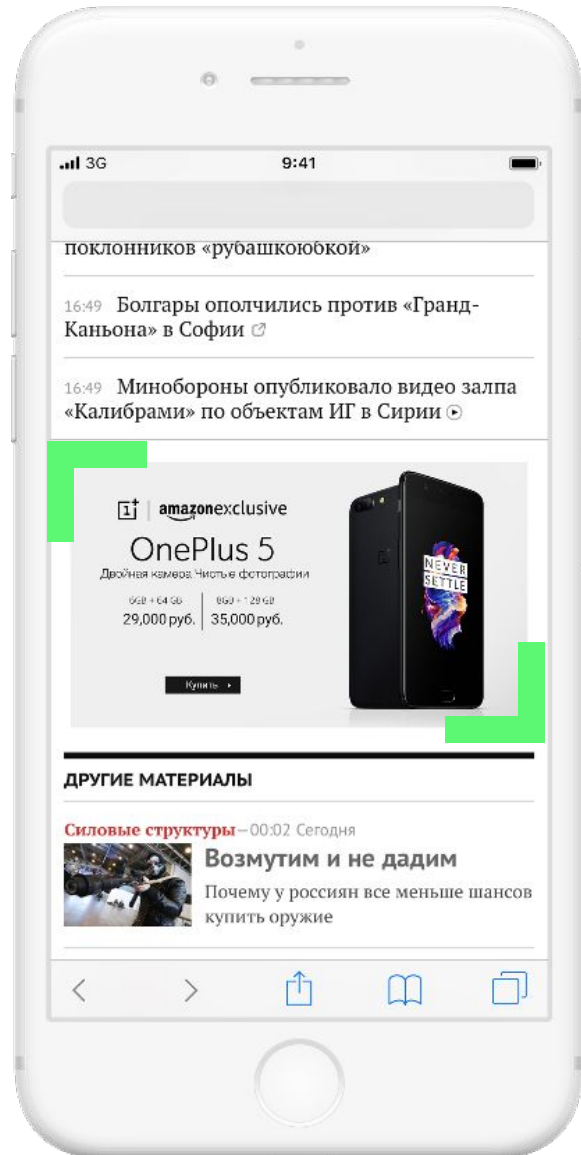 3G 9:41
поклонников «рубашкоюбкой»
16:49 Болгары ополчились против «Гранд-
Каньона» в Софии
16:49 Минобороны опубликовало видео залпа
«Калибрами» по объектам ИГ в Сирии
1+ | amazonexclusive
OnePlus 5
Двойная камера. Чистые фотографии
6GB + 64 GB 8GB + 128 GB
29,000 руб. 35,000 руб.
Купить
NEVER
SETTLE
ДРУГИЕ МАТЕРИАЛЫ
Силовые структуры — 00:02 Сегодня
Возмутим и не дадим
Почему у россиян все меньше шансов
купить оружие